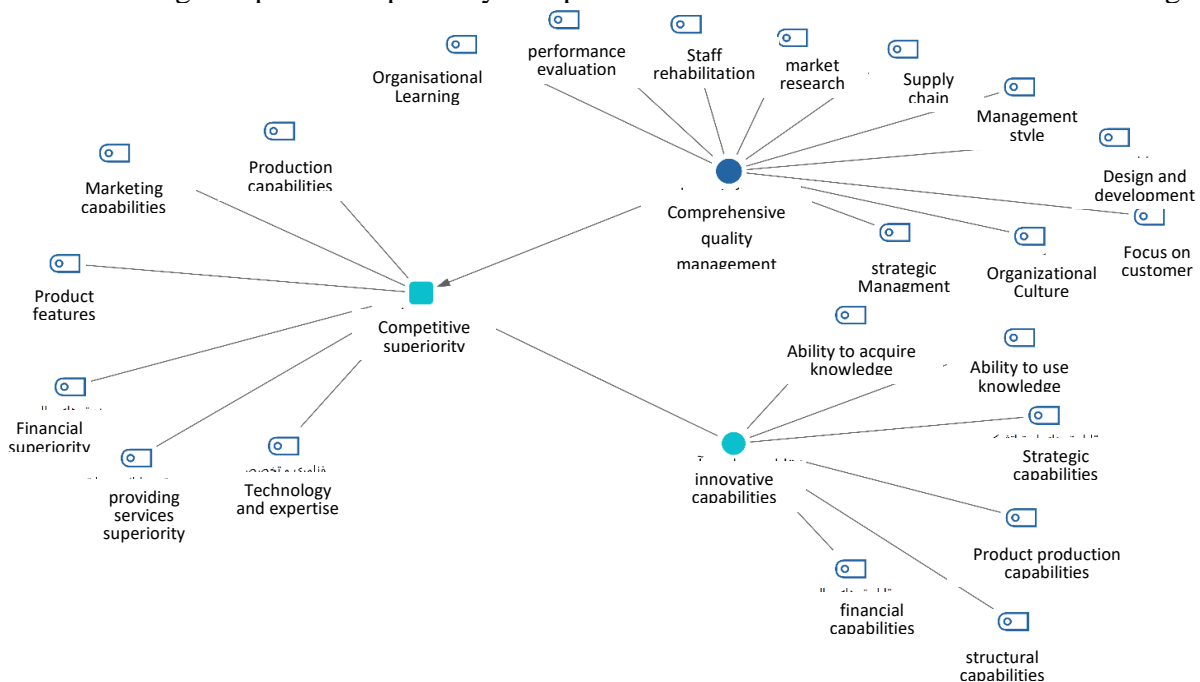 Organisational
Learning
performance
evaluation
Staff
rehabilitation
market
research
Supply
chain
Management
style
Design and
development
Focus on
customer
Comprehensive
quality
management
strategic
Managment
Organizational
Culture
Production
capabilities
Marketing
capabilities
Product
features
Competitive
superiority
Financial
superiority
providing
services
superiority
Technology
and expertise
Ability to acquire
knowledge
Ability to use
knowledge
Strategic
capabilities
innovative
capabilities
Product production
capabilities
financial
capabilities
structural
capabilities